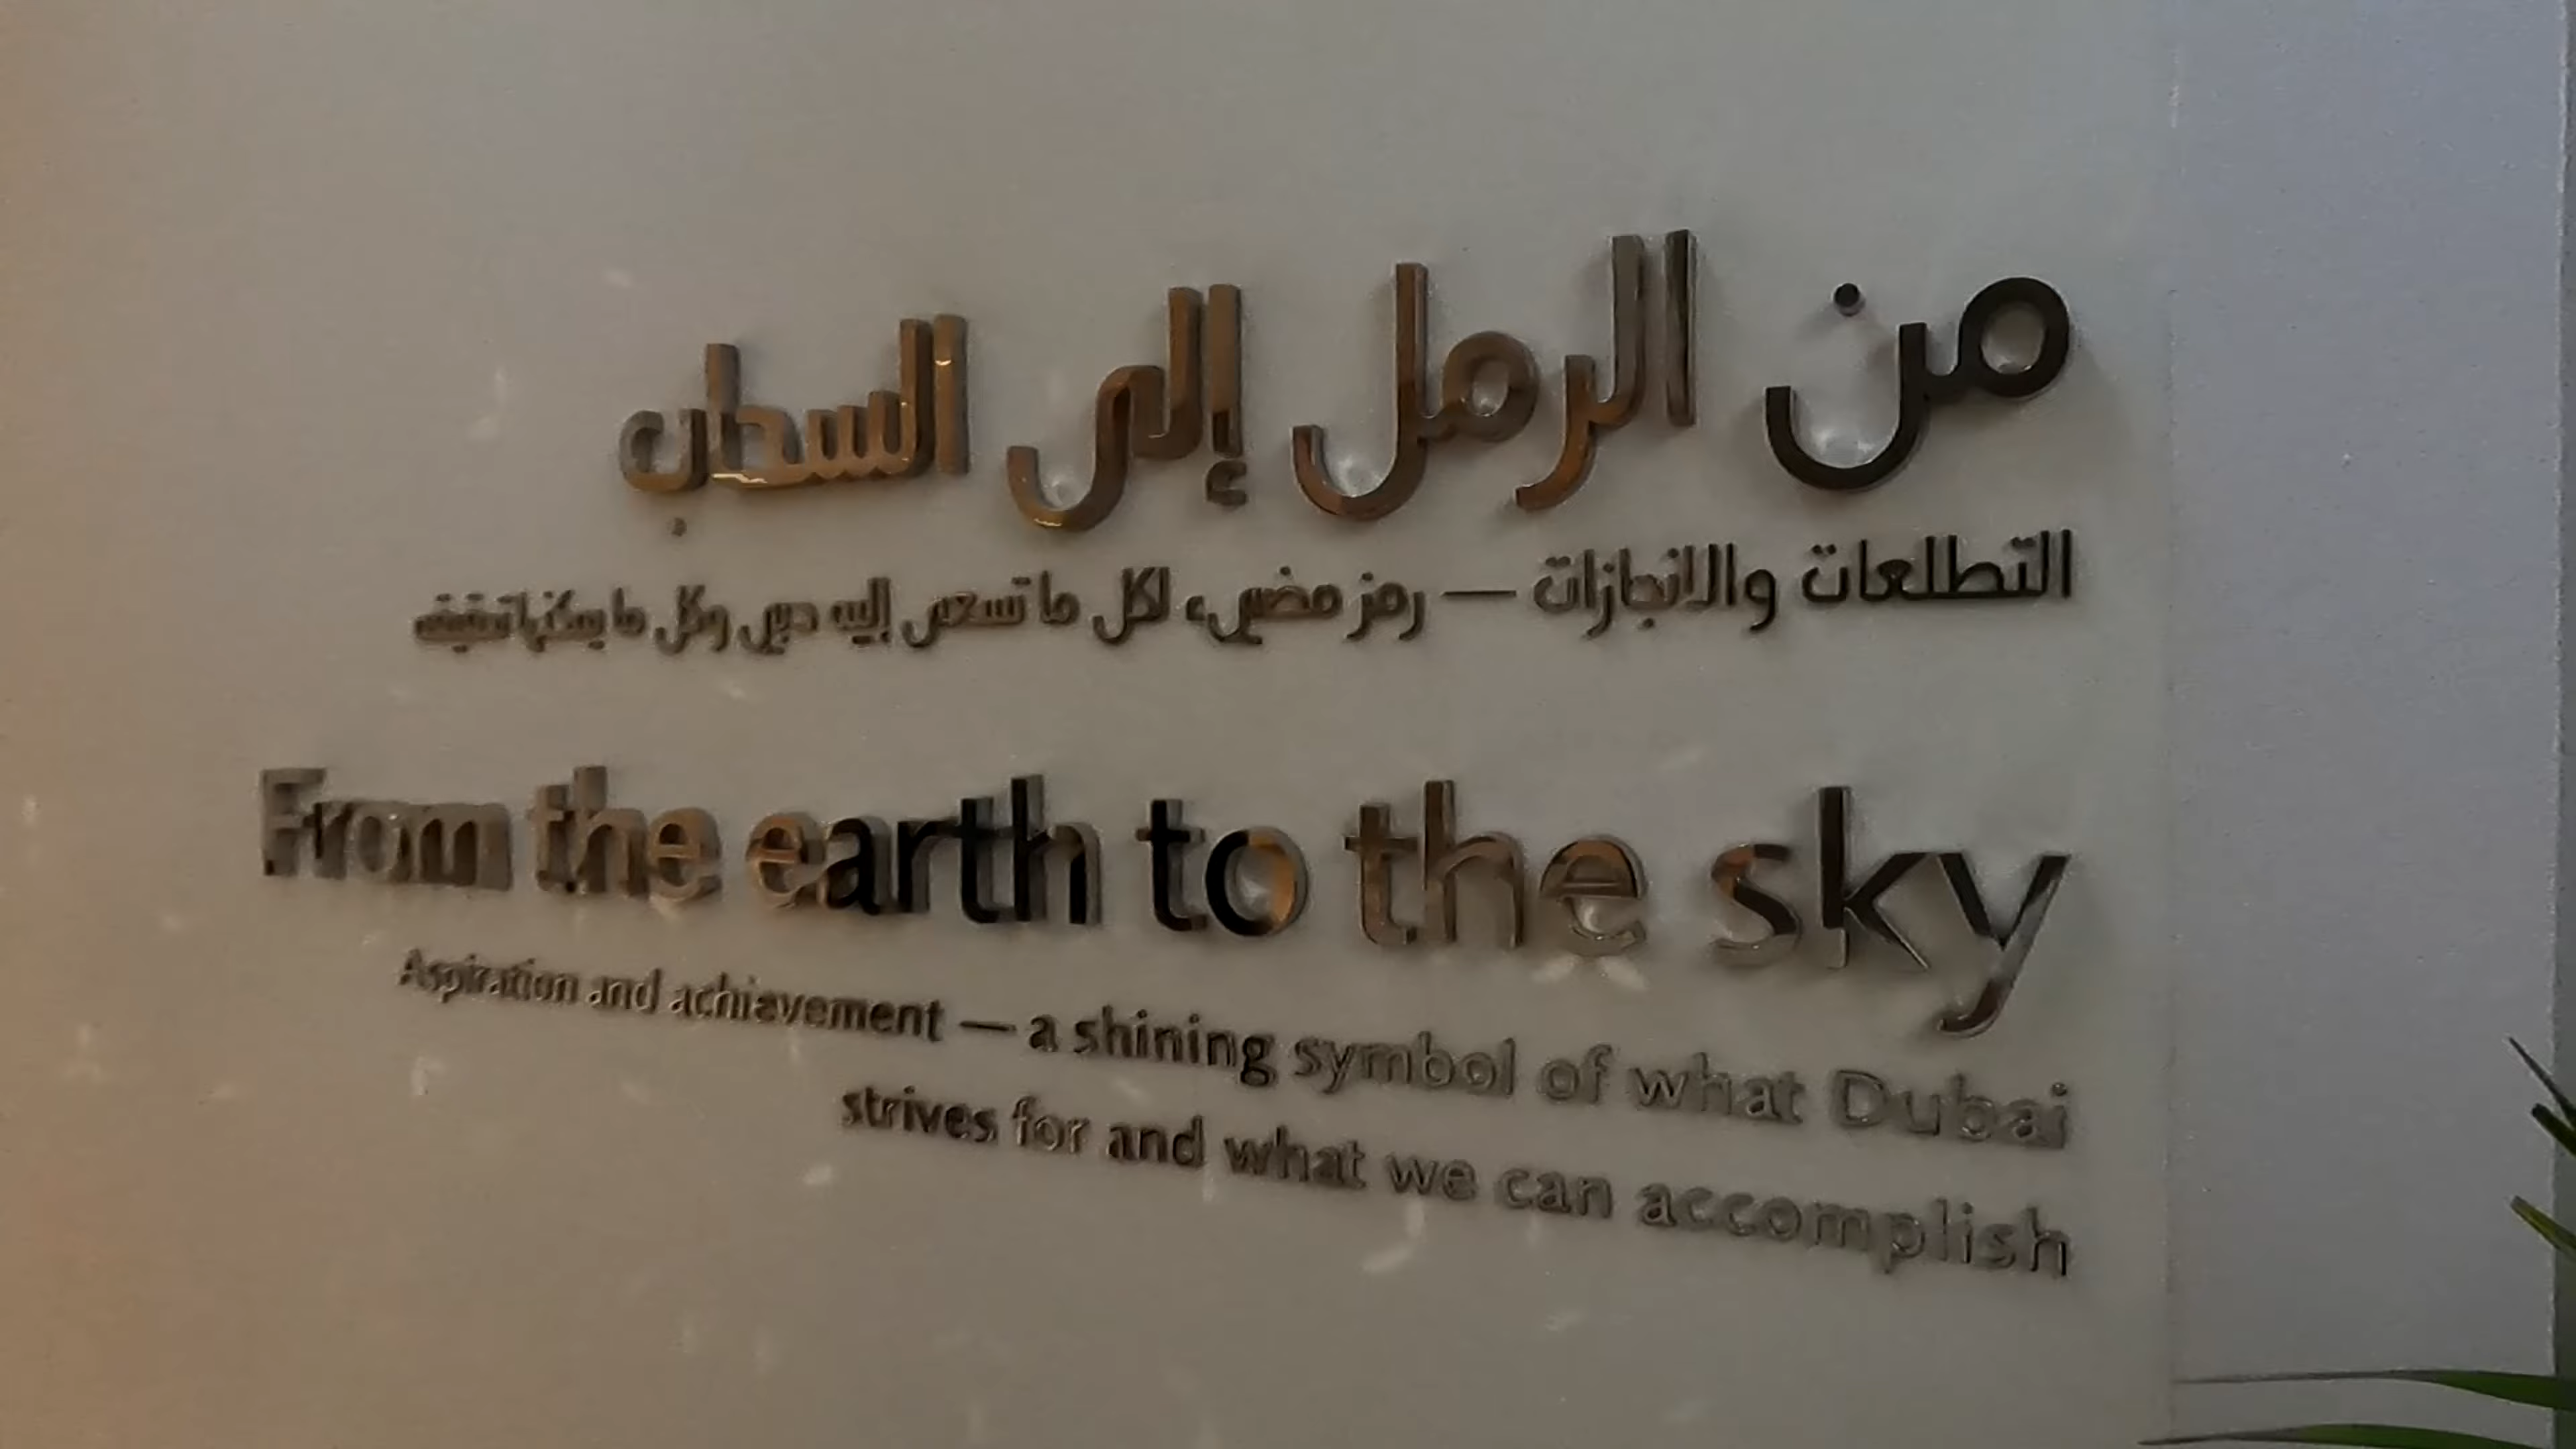 من الرمل إلى السحاب
التطلعات والانجازات — رمز مضيء لكل ما تسعى إليه دبي وكل ما يمكنها تحقيقه
From the earth to the sky
Aspiration and achievement — a shining symbol of what Dubai
strives for and what we can accomplish